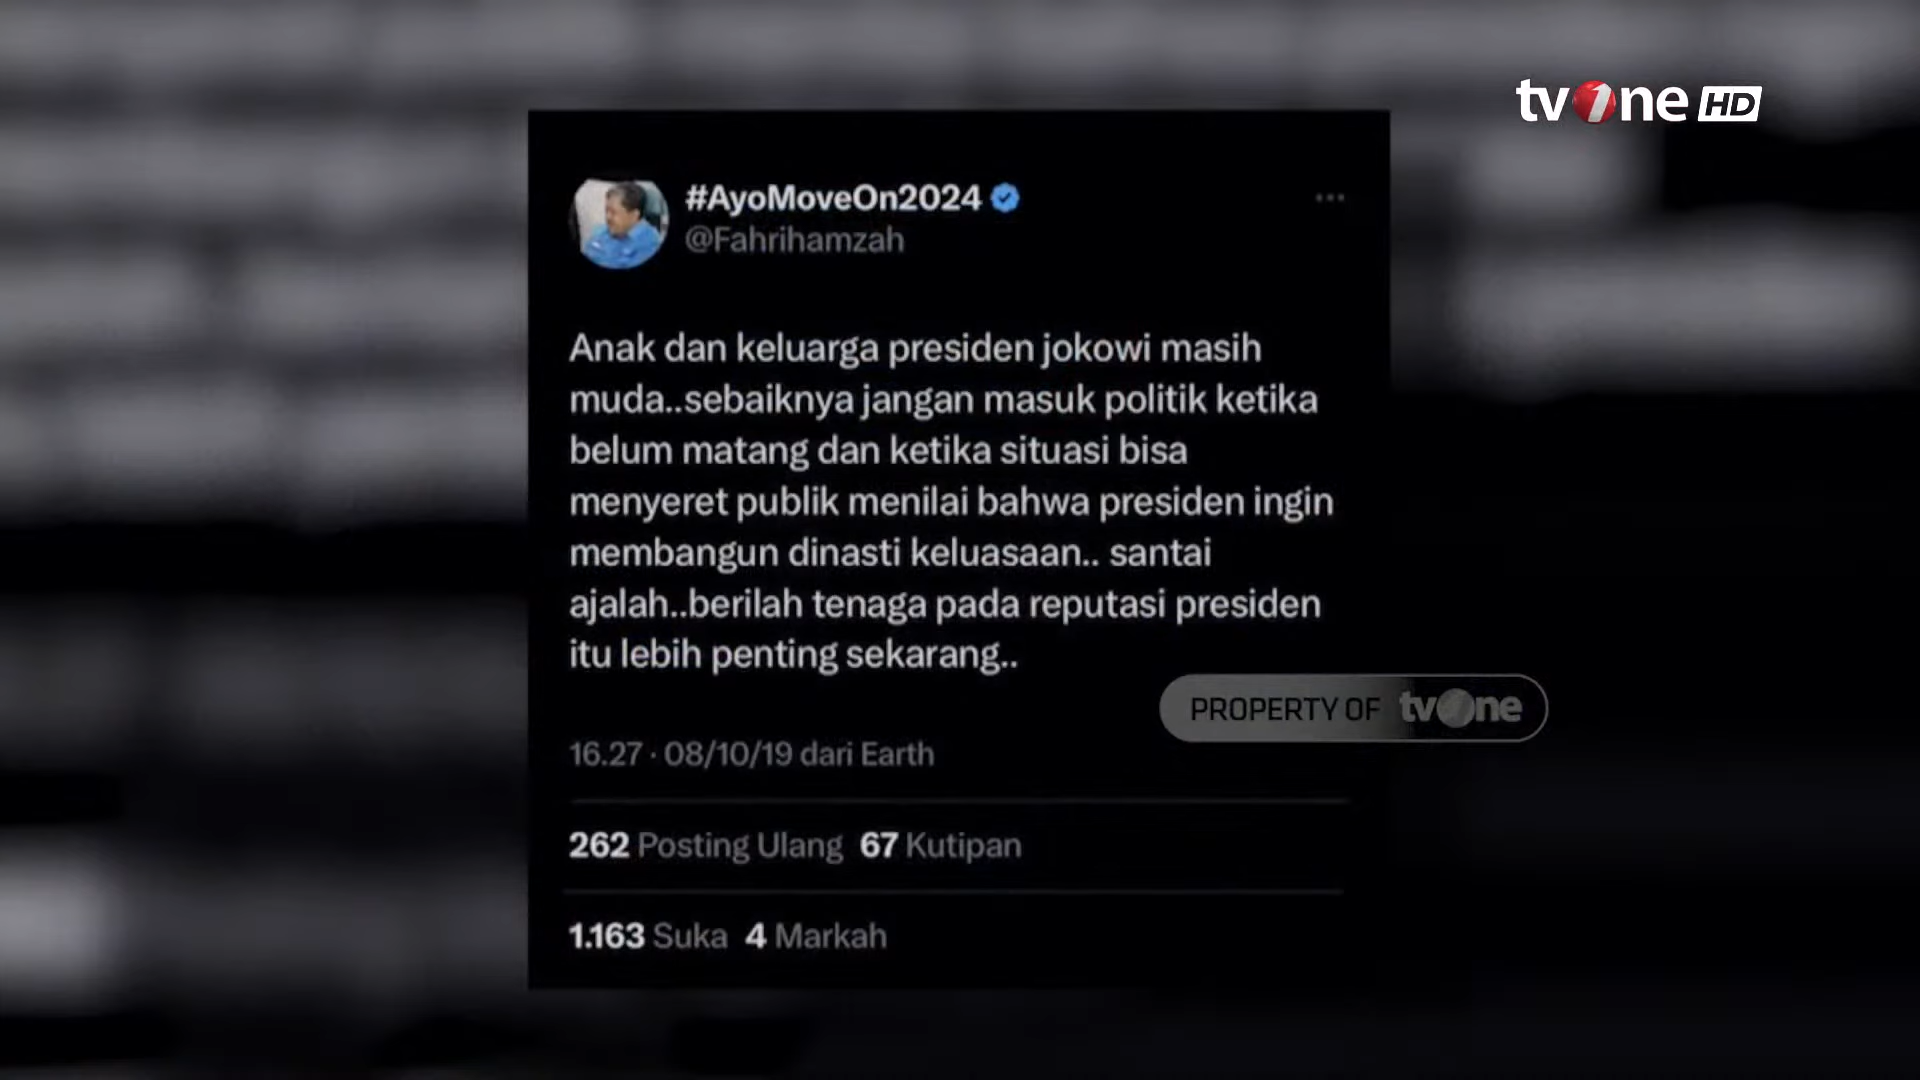 tvOne HD
#AyoMoveOn2024
@Fahrihamzah
Anak dan keluarga presiden jokowi masih
muda..sebaiknya jangan masuk politik ketika
belum matang dan ketika situasi bisa
menyeret publik menilai bahwa presiden ingin
membangun dinasti keluasaan.. santai
ajalah..berilah tenaga pada reputasi presiden
itu lebih penting sekarang..
PROPERTY OF tvOne
16.27 · 08/10/19 dari Earth
262 Posting Ulang 67 Kutipan
1.163 Suka 4 Markah